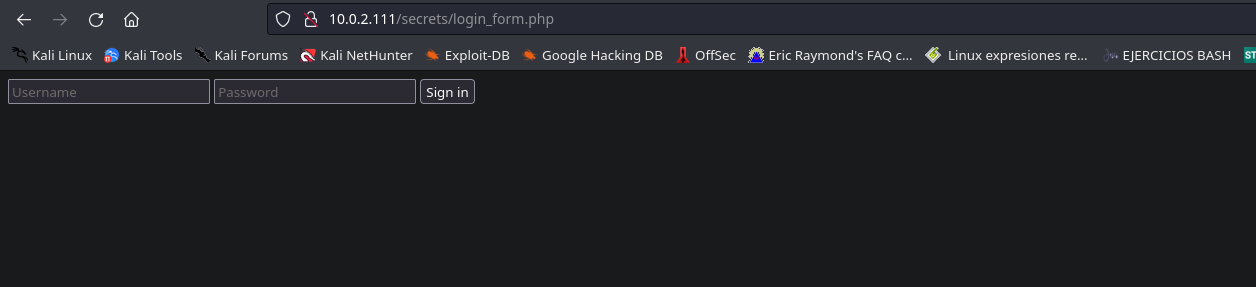 10.0.2.111/secrets/login_form.php
Kali Linux Kali Tools Kali Forums Kali NetHunter Exploit-DB Google Hacking DB OffSec Eric Raymond's FAQ c... Linux expresiones re... EJERCICIOS BASH ST
Username Password Sign in